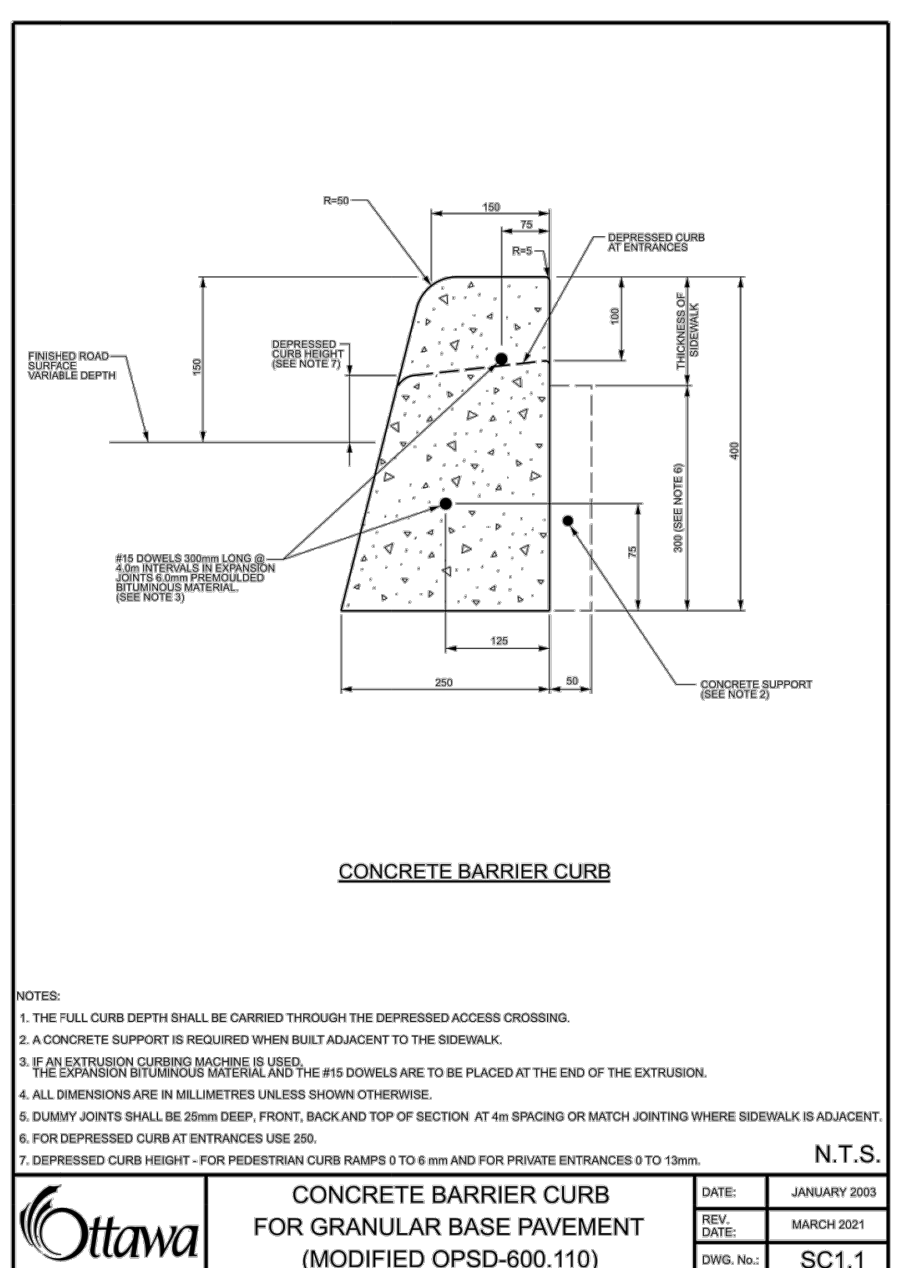 R=50
150
75
R=5
DEPRESSED CURB
AT ENTRANCES
100
THICKNESS OF
SIDEWALK
150
DEPRESSED
CURB HEIGHT
(SEE NOTE 7)
FINISHED ROAD
SURFACE
VARIABLE DEPTH
400
300 (SEE NOTE 6)
75
#15 DOWELS 300mm LONG @
4.0m INTERVALS IN EXPANSION
JOINTS 6.0mm PREMOULDED
BITUMINOUS MATERIAL.
(SEE NOTE 3)
125
250
50
CONCRETE SUPPORT
(SEE NOTE 2)
CONCRETE BARRIER CURB
NOTES:
1. THE FULL CURB DEPTH SHALL BE CARRIED THROUGH THE DEPRESSED ACCESS CROSSING.
2. A CONCRETE SUPPORT IS REQUIRED WHEN BUILT ADJACENT TO THE SIDEWALK.
3. IF AN EXTRUSION CURBING MACHINE IS USED,
THE EXPANSION BITUMINOUS MATERIAL AND THE #15 DOWELS ARE TO BE PLACED AT THE END OF THE EXTRUSION.
4. ALL DIMENSIONS ARE IN MILLIMETRES UNLESS SHOWN OTHERWISE.
5. DUMMY JOINTS SHALL BE 25mm DEEP, FRONT, BACK AND TOP OF SECTION AT 4m SPACING OR MATCH JOINTING WHERE SIDEWALK IS ADJACENT.
6. FOR DEPRESSED CURB AT ENTRANCES USE 250.
7. DEPRESSED CURB HEIGHT - FOR PEDESTRIAN CURB RAMPS 0 TO 6 mm AND FOR PRIVATE ENTRANCES 0 TO 13mm.
N.T.S.
Ottawa
CONCRETE BARRIER CURB
FOR GRANULAR BASE PAVEMENT
(MODIFIED OPSD-600.110)
DATE: JANUARY 2003
REV.
DATE: MARCH 2021
DWG. No.: SC1.1